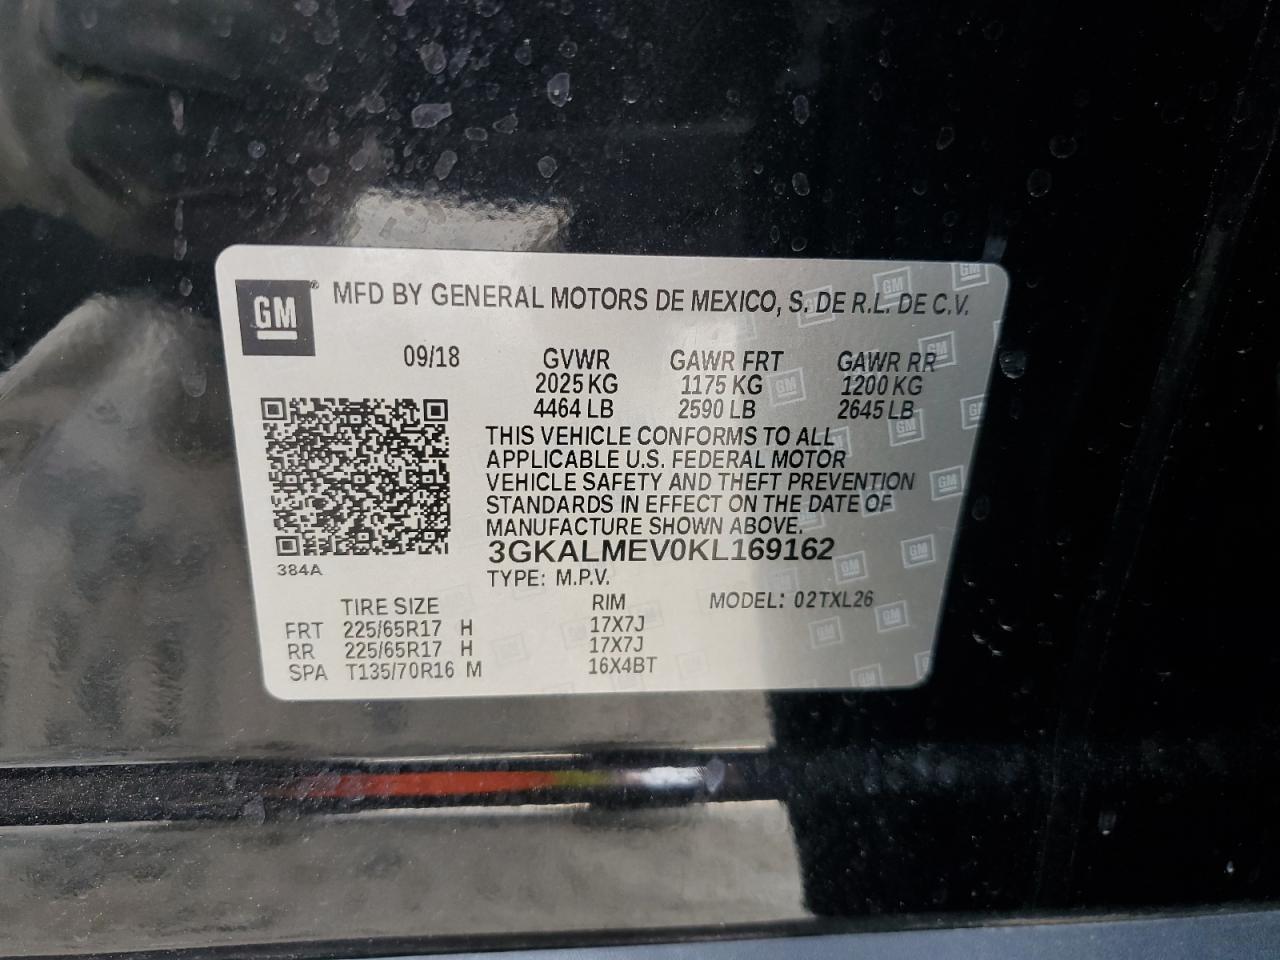 GM® MFD BY GENERAL MOTORS DE MEXICO, S. DE R.L. DE C.V.
09/18 GVWR GAWR FRT GAWR RR
2025 KG 1175 KG 1200 KG
4464 LB 2590 LB 2645 LB
THIS VEHICLE CONFORMS TO ALL
APPLICABLE U.S. FEDERAL MOTOR
VEHICLE SAFETY AND THEFT PREVENTION
STANDARDS IN EFFECT ON THE DATE OF
MANUFACTURE SHOWN ABOVE.
3GKALMEV0KL169162
384A
TYPE: M.P.V.
TIRE SIZE RIM MODEL: 02TXL26
FRT 225/65R17 H 17X7J
RR 225/65R17 H 17X7J
SPA T135/70R16 M 16X4BT